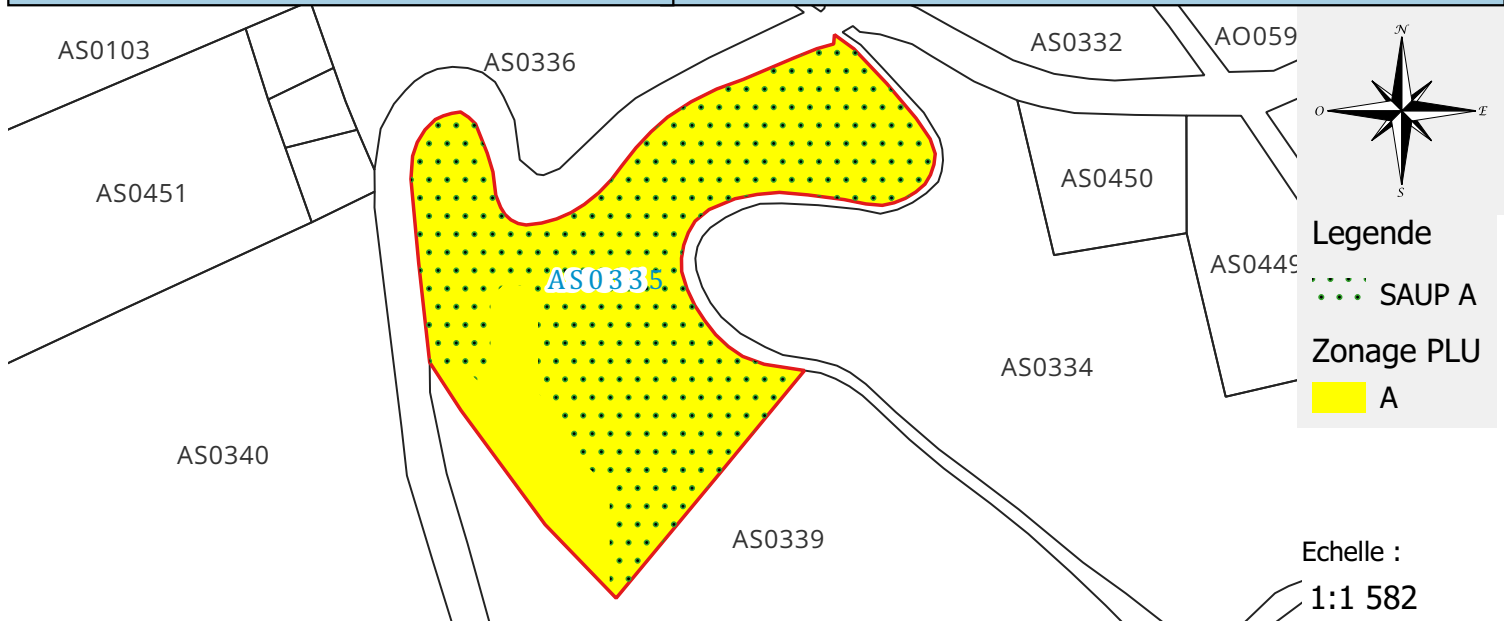 AS0103
AS0336
AS0332
AO059
N
O
E
S
AS0451
AS0450
Legende
AS0449
AS0335
SAUP A
Zonage PLU
AS0334
A
AS0340
AS0339
Echelle :
1:1 582